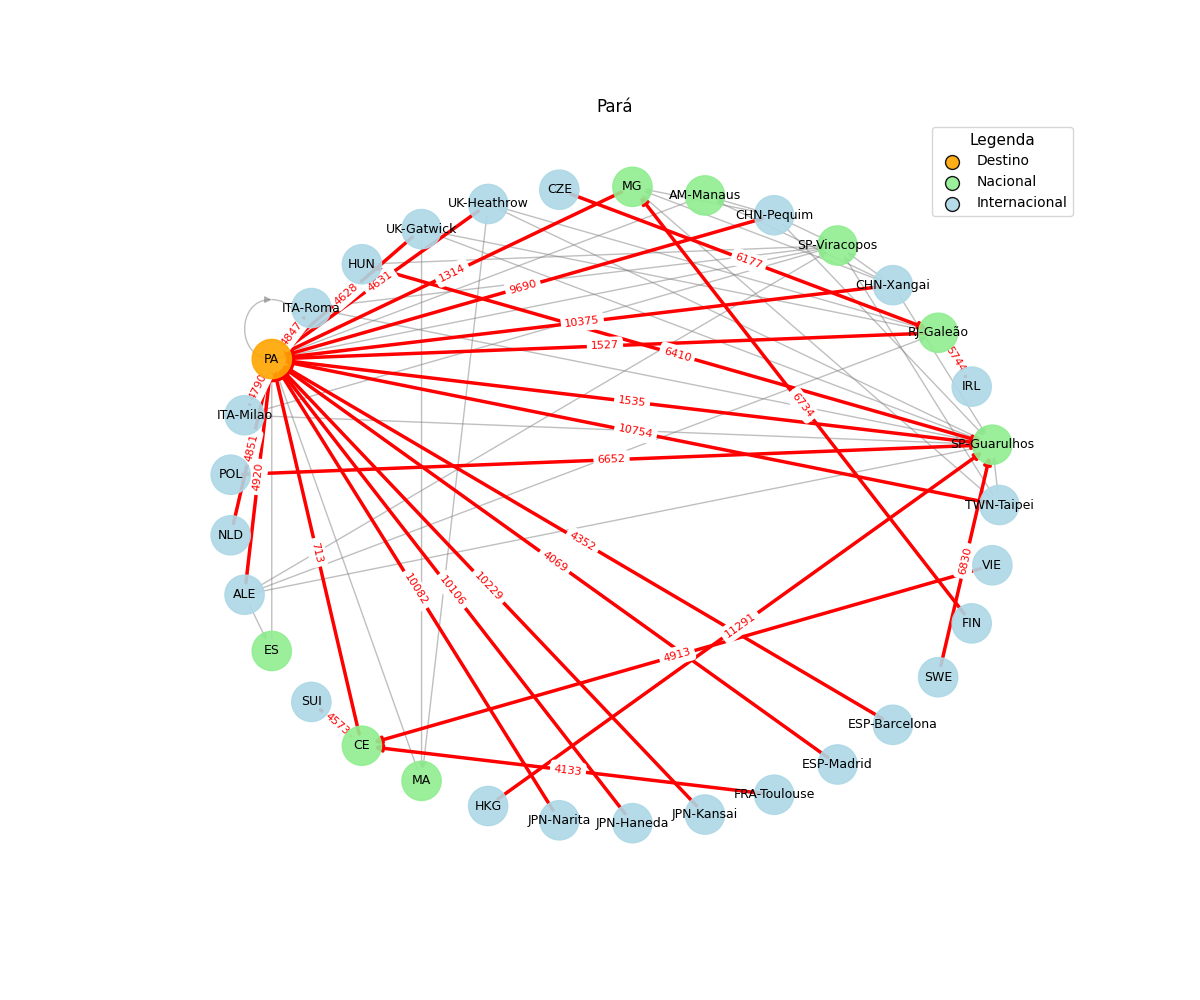 Pará
Legenda
Destino
Nacional
Internacional
CZE
MG
AM-Manaus
UK-Heathrow
CHN-Pequim
UK-Gatwick
SP-Viracopos
6177
HUN
1314
4631
4628
9690
CHN-Xangai
ITA-Roma
10375
4847
RJ-Galeão
1527
6410
PA
5744
4790
IRL
1535
6734
ITA-Milao
10754
4851
SP-Guarulhos
6652
POL
4920
TWN-Taipei
NLD
4352
713
4069
6830
VIE
10082
10106
10229
ALE
11291
FIN
ES
4913
SWE
SUI
4573
ESP-Barcelona
CE
ESP-Madrid
4133
MA
FRA-Toulouse
HKG
JPN-Narita
JPN-Haneda
JPN-Kansai